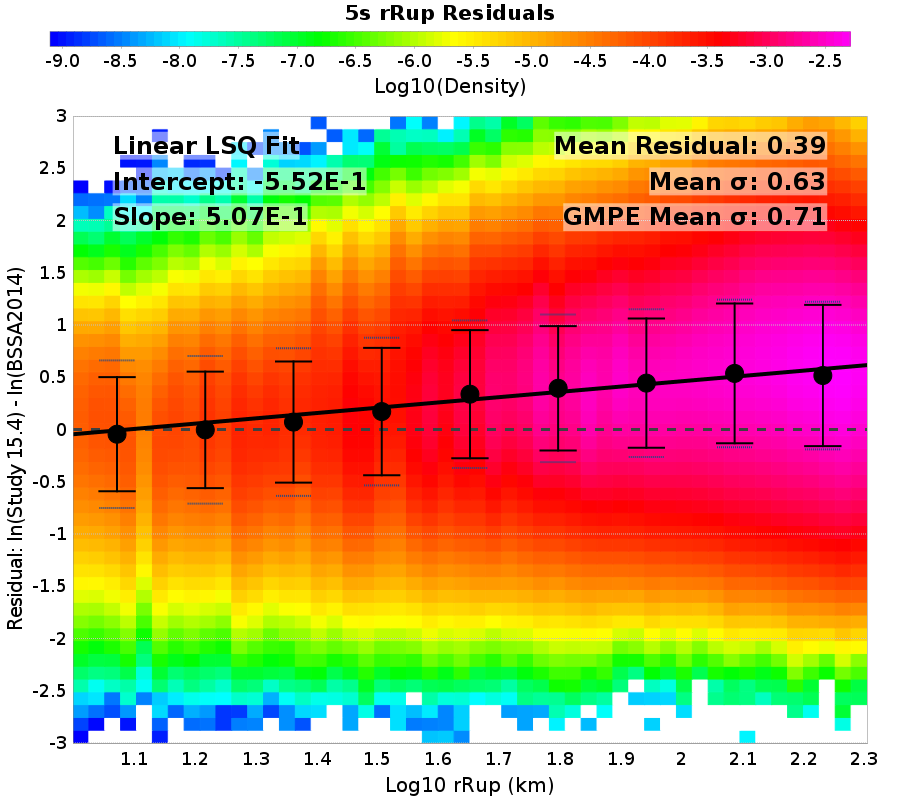 5s rRup Residuals
-9.0 -8.5 -8.0 -7.5 -7.0 -6.5 -6.0 -5.5 -5.0 -4.5 -4.0 -3.5 -3.0 -2.5
Log10(Density)
Linear LSQ Fit
Intercept: -5.52E-1
Slope: 5.07E-1
Mean Residual: 0.39
Mean σ: 0.63
GMPE Mean σ: 0.71
Residual: ln(Study 15.4) - ln(BSSA2014)
3
2.5
2
1.5
1
0.5
0
-0.5
-1
-1.5
-2
-2.5
-3
1.1 1.2 1.3 1.4 1.5 1.6 1.7 1.8 1.9 2 2.1 2.2 2.3
Log10 rRup (km)